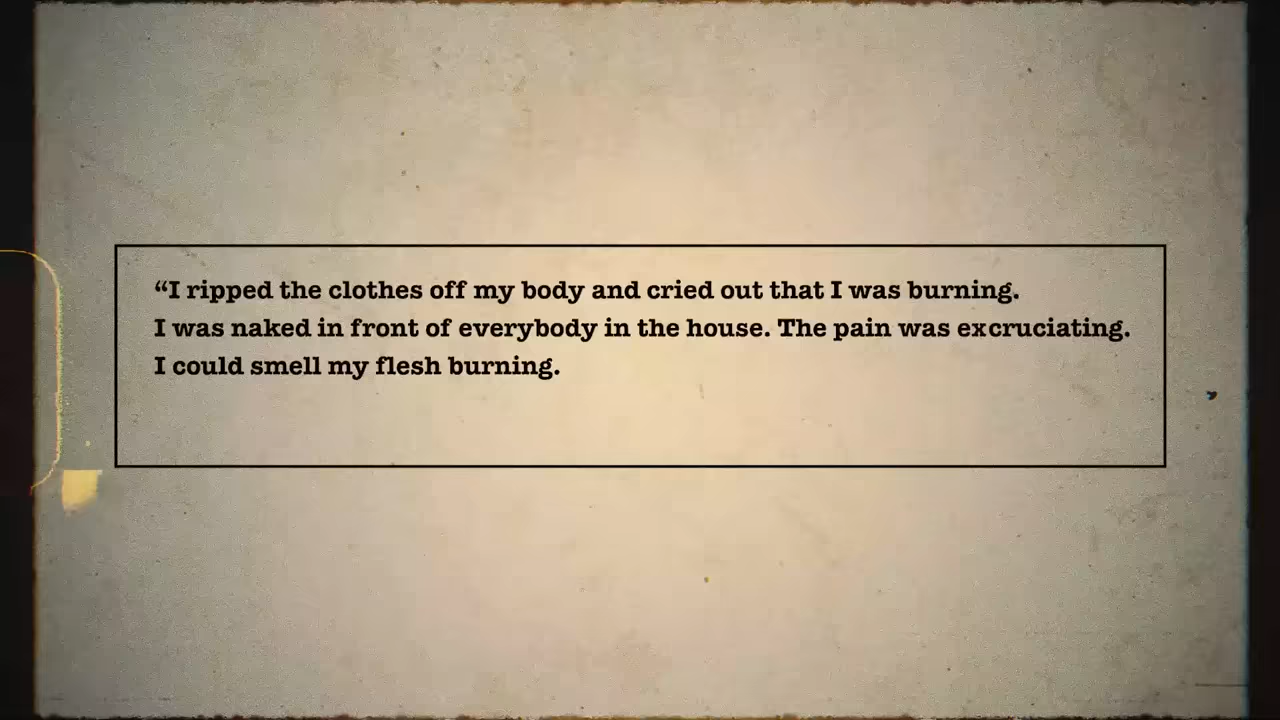 “I ripped the clothes off my body and cried out that I was burning.
I was naked in front of everybody in the house. The pain was excruciating.
I could smell my flesh burning.